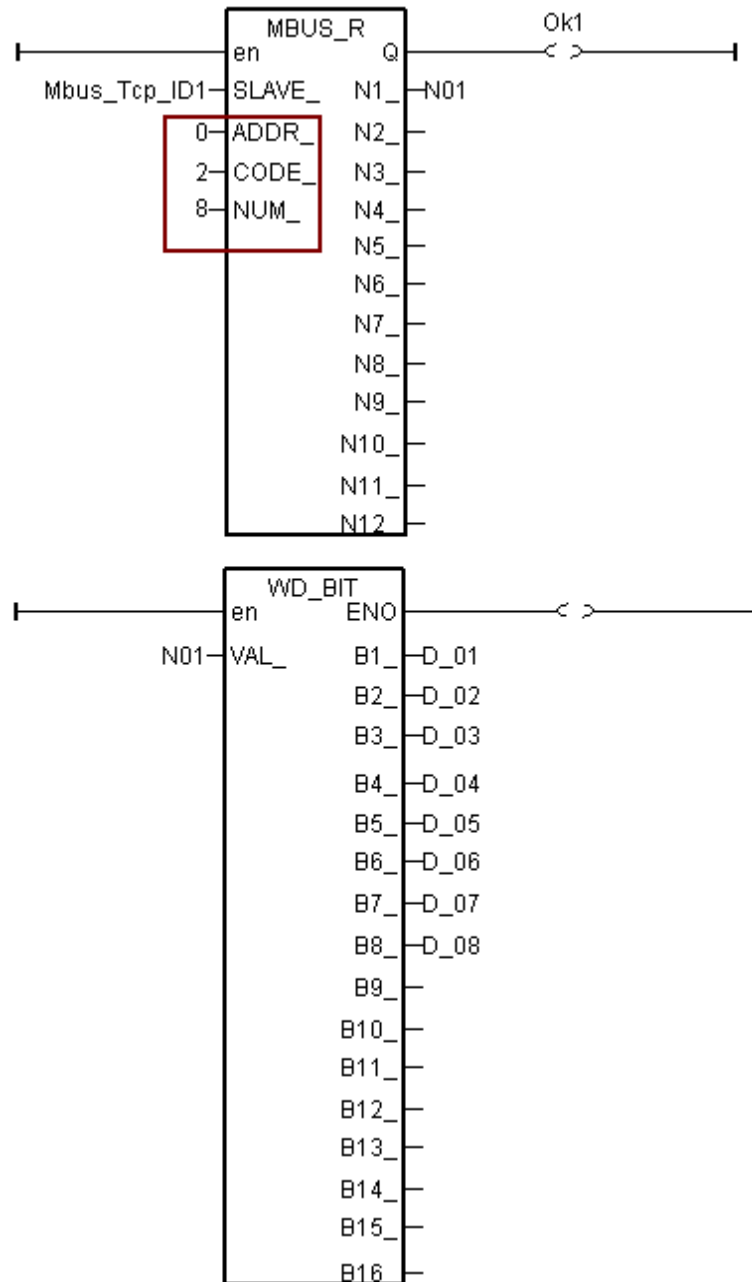 MBUS_R Ok1
en Q
Mbus_Tcp_ID1 SLAVE_ N1_ N01
0 ADDR_ N2_
2 CODE_ N3_
8 NUM_ N4_
N5_
N6_
N7_
N8_
N9_
N10_
N11_
N12_
WD_BIT
en ENO
N01 VAL_ B1_ D_01
B2_ D_02
B3_ D_03
B4_ D_04
B5_ D_05
B6_ D_06
B7_ D_07
B8_ D_08
B9_
B10_
B11_
B12_
B13_
B14_
B15_
B16_